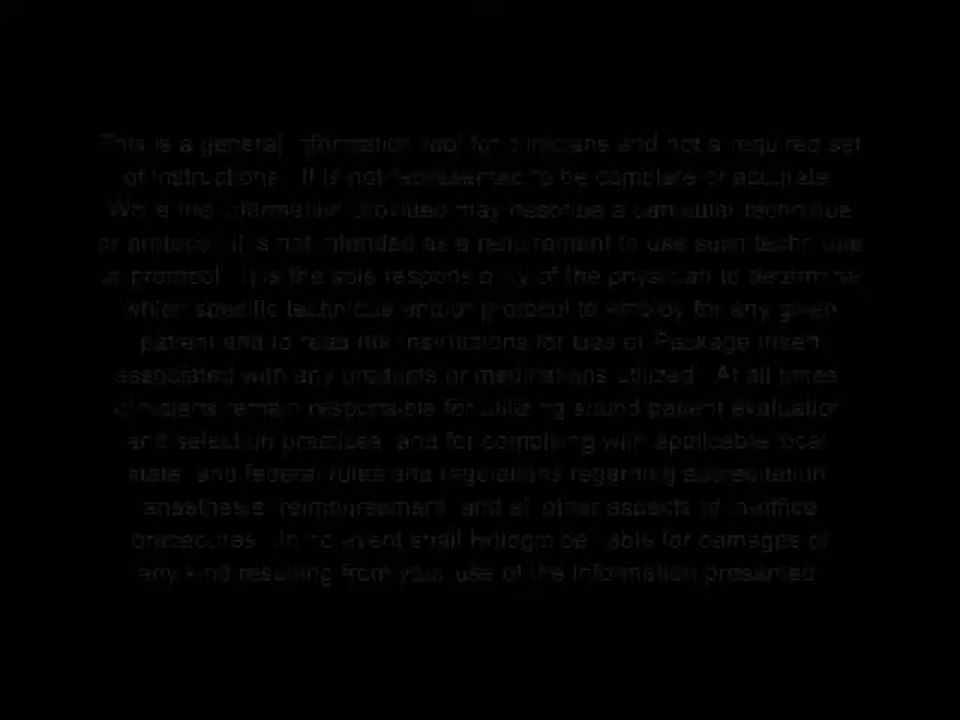 This is a general information tool for clinicians and not a required set
of instructions. It is not represented to be complete or accurate.
While the information provided may describe a particular technique
or protocol, it is not intended as a requirement to use such technique
or protocol. It is the sole responsibility of the physician to determine
which specific technique and/or protocol to employ for any given
patient and to read the Instructions for Use or Package Insert
associated with any products or medications utilized. At all times
clinicians remain responsible for utilizing sound patient evaluation
and selection practices, and for complying with applicable local,
state, and federal rules and regulations regarding accreditation,
anesthesia, reimbursement, and all other aspects of in-office
procedures. In no event shall Hologic be liable for damages of
any kind resulting from your use of the information presented.